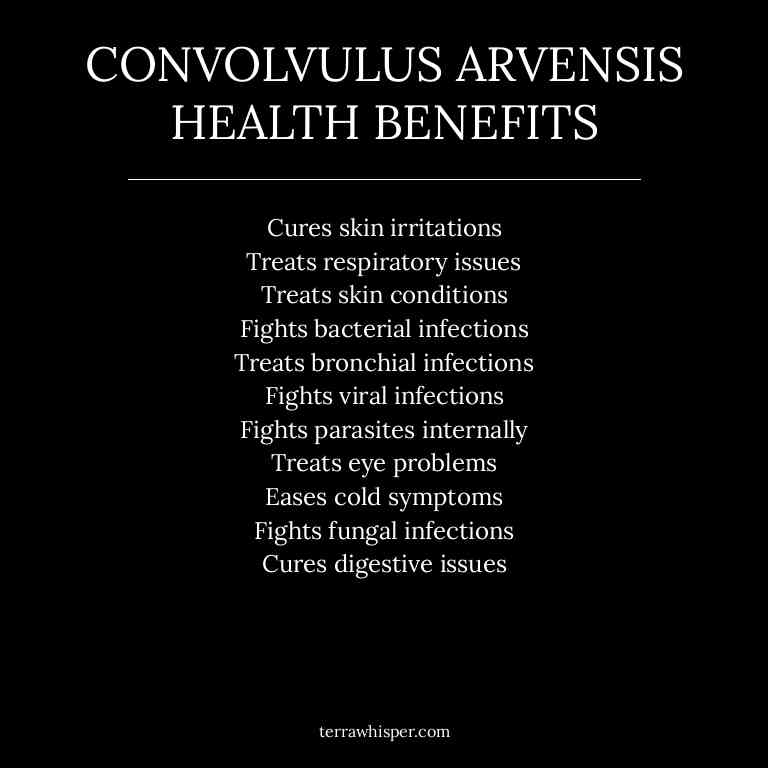 CONVOLVULUS ARVENSIS
HEALTH BENEFITS
Cures skin irritations
Treats respiratory issues
Treats skin conditions
Fights bacterial infections
Treats bronchial infections
Fights viral infections
Fights parasites internally
Treats eye problems
Eases cold symptoms
Fights fungal infections
Cures digestive issues
terrawhisper.com